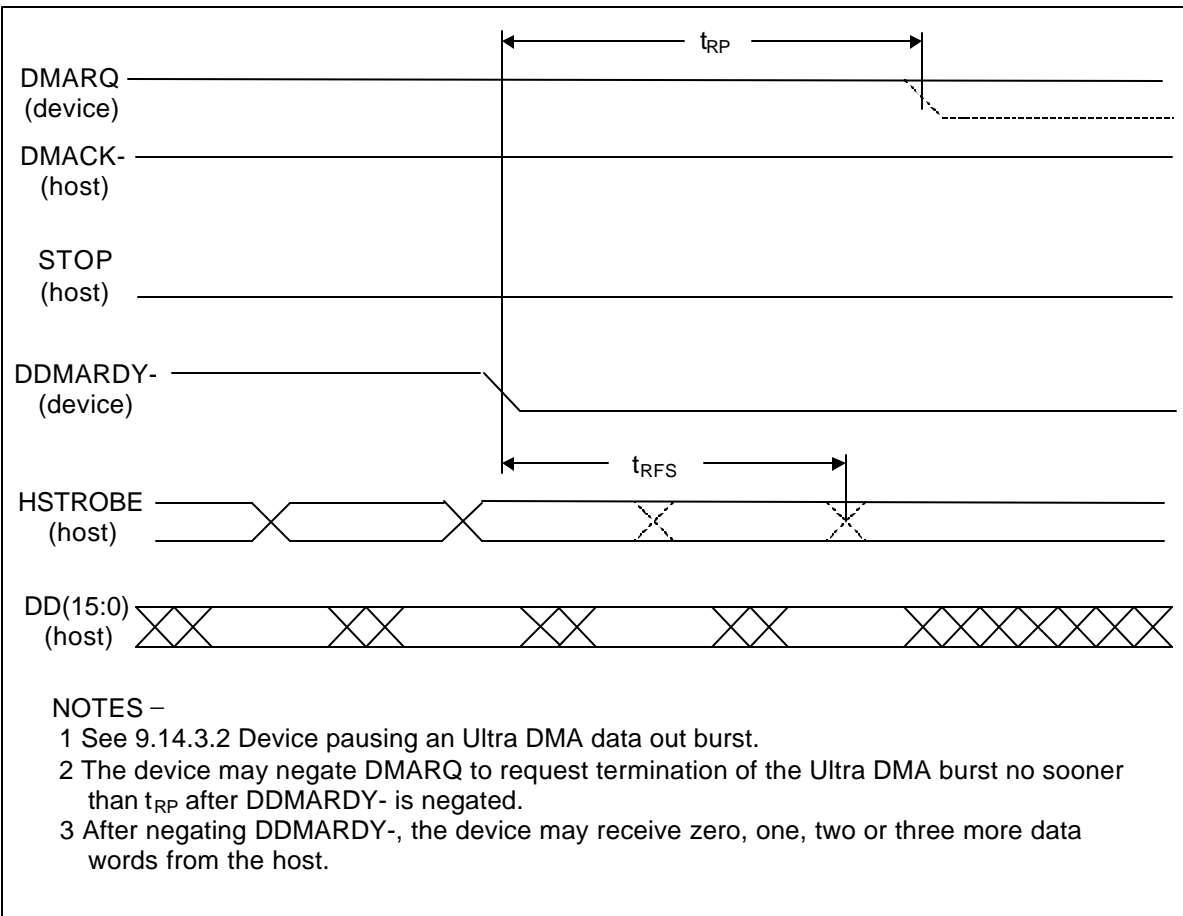 tRP
DMARQ
(device)
DMACK-
(host)
STOP
(host)
DDMARDY-
(device)
tRFS
HSTROBE
(host)
DD(15:0)
(host)
NOTES –
1 See 9.14.3.2 Device pausing an Ultra DMA data out burst.
2 The device may negate DMARQ to request termination of the Ultra DMA burst no sooner
than tRP after DDMARDY- is negated.
3 After negating DDMARDY-, the device may receive zero, one, two or three more data
words from the host.